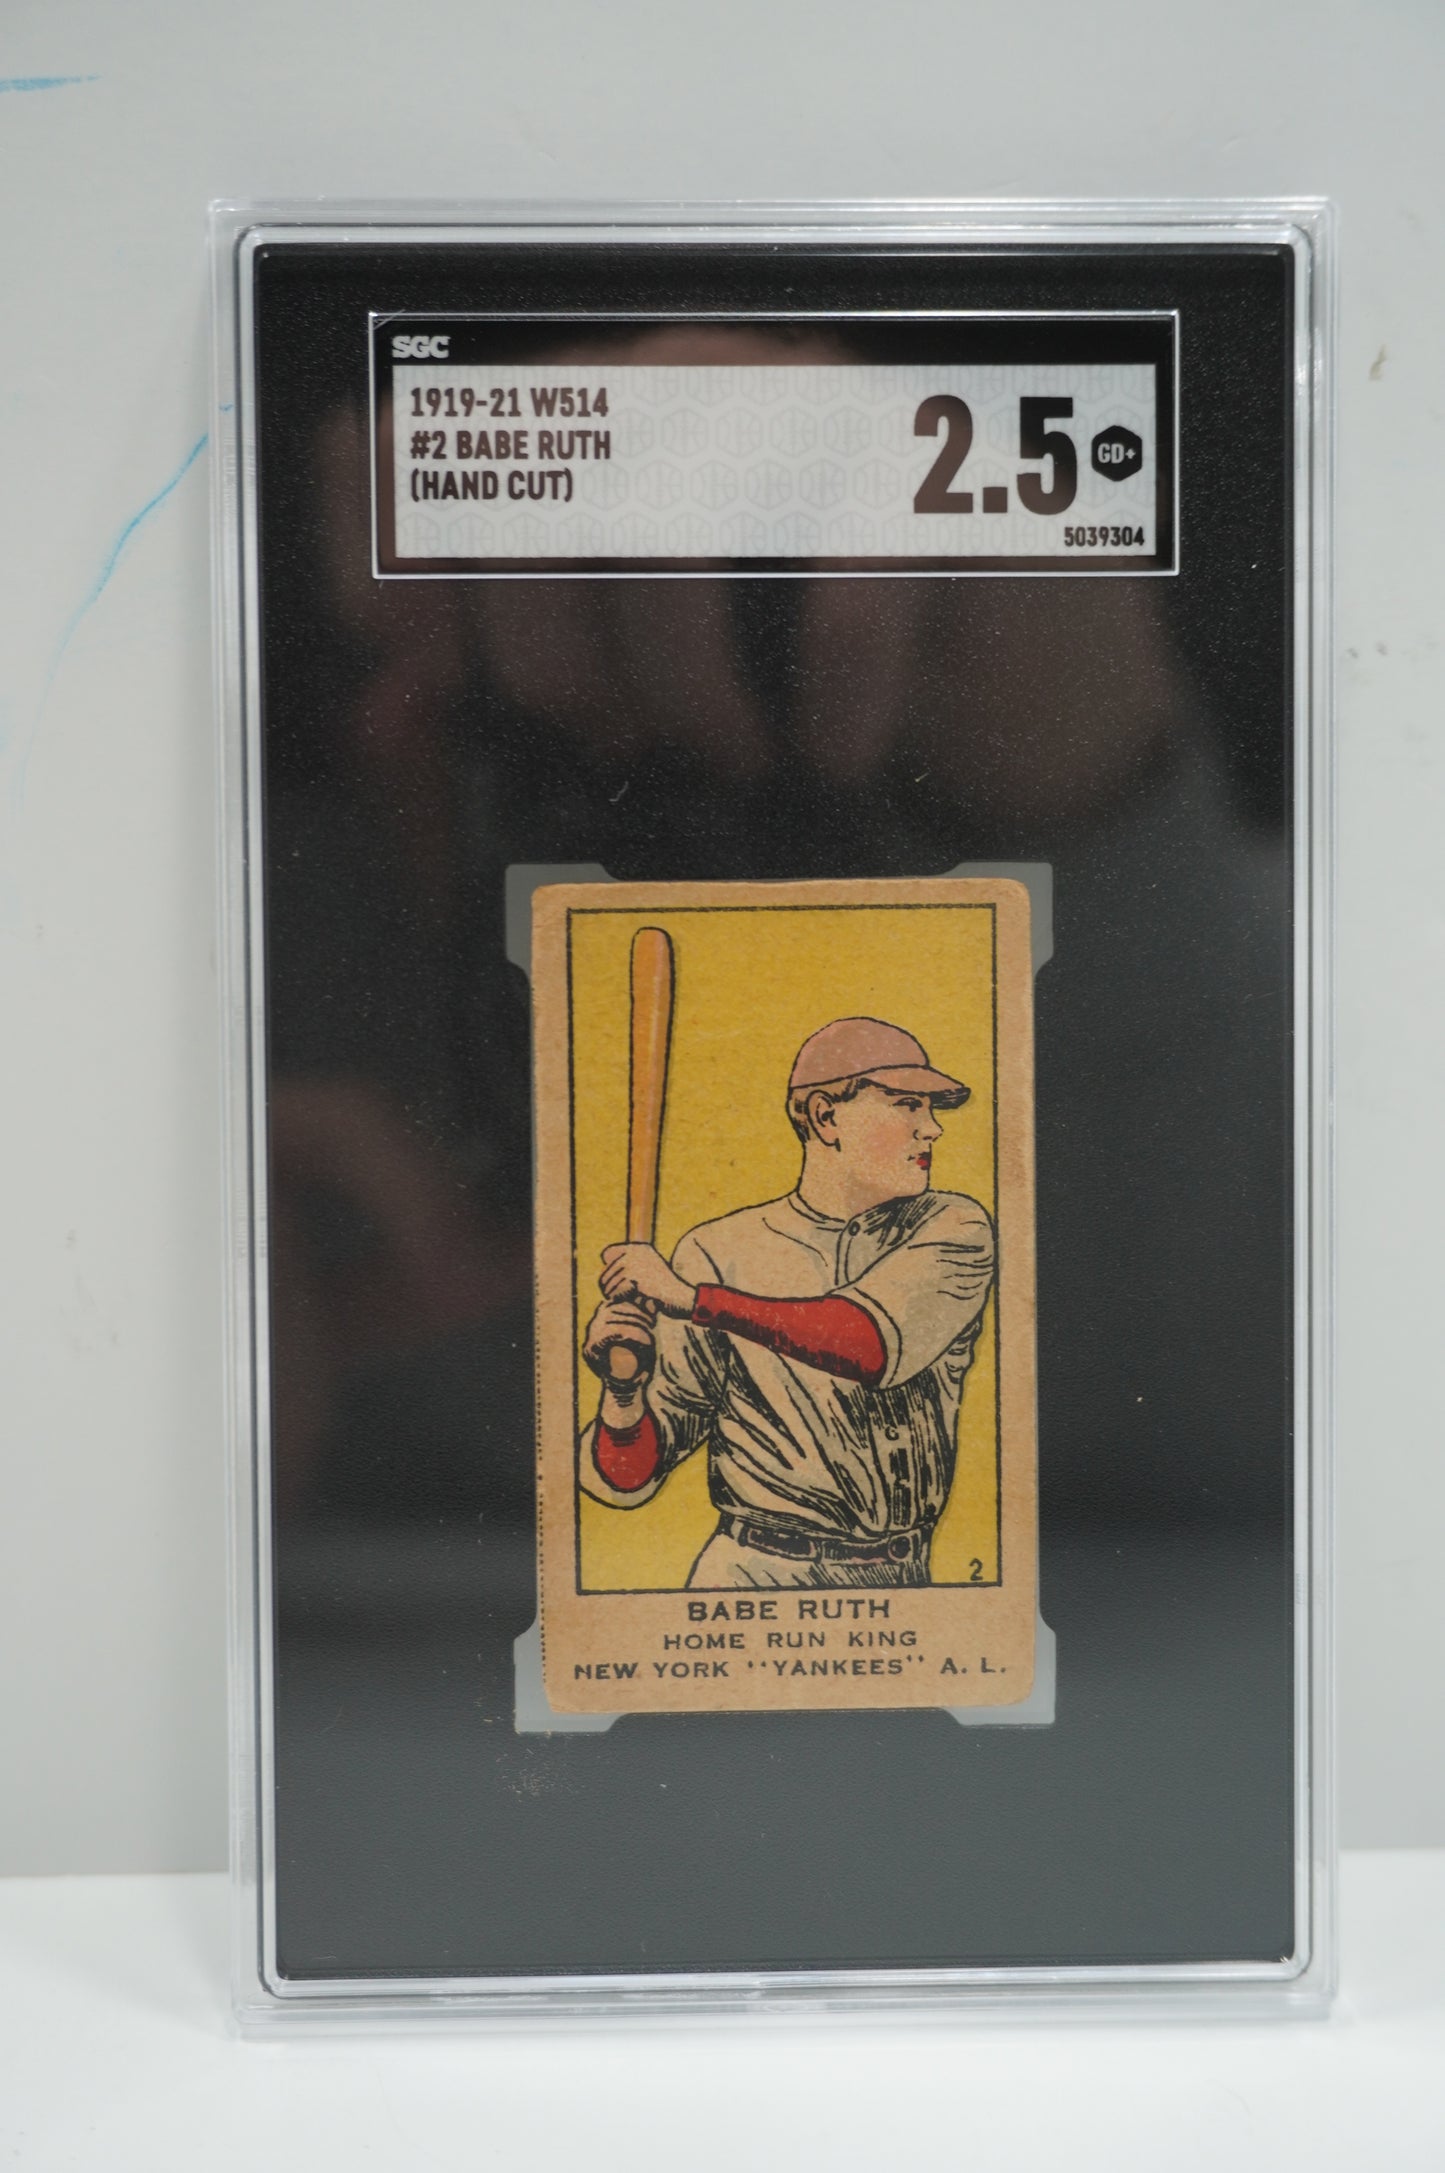 SGC
1919-21 W514
#2 BABE RUTH
(HAND CUT)
2.5
GD+
5039304
2
BABE RUTH
HOME RUN KING
NEW YORK "YANKEES" A. L.